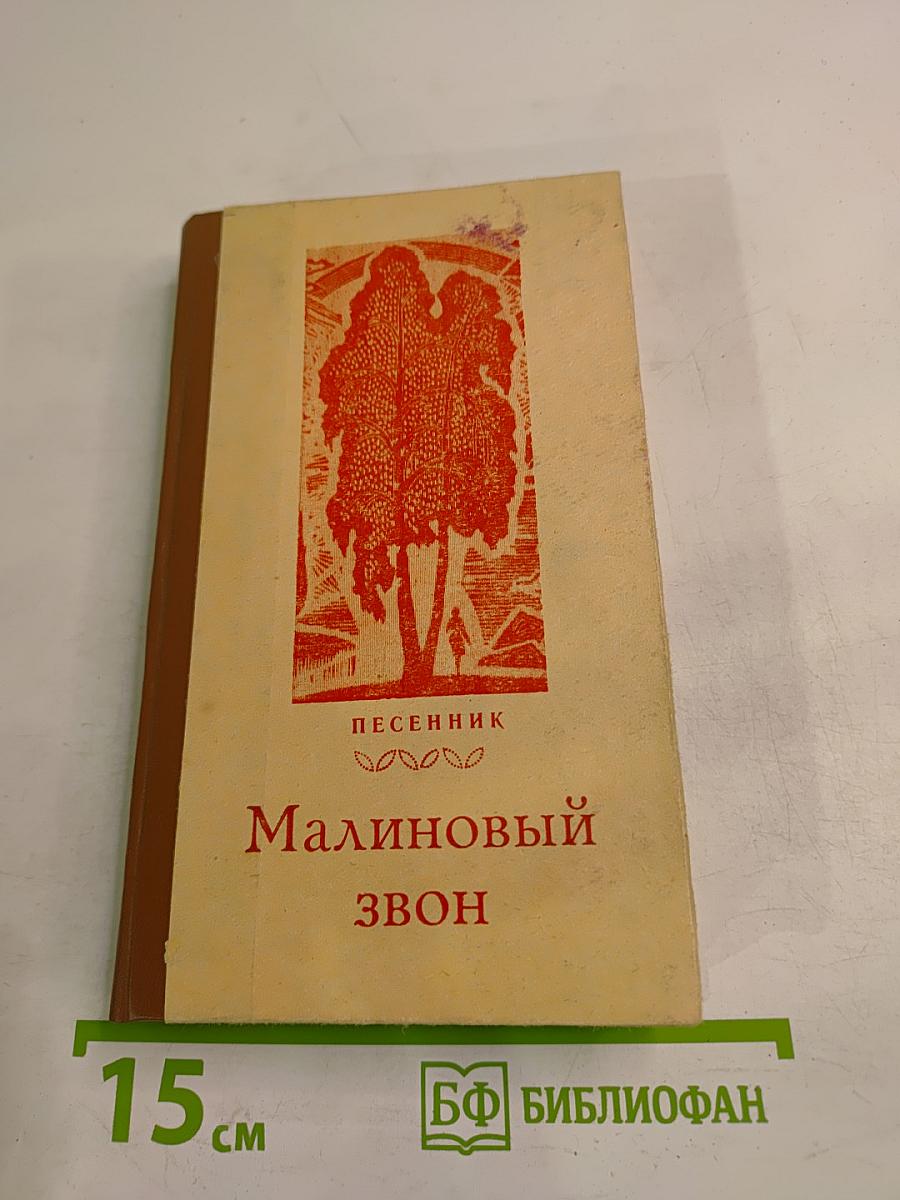 ПЕСЕННИК
Малиновый
звон
15 см
БФ БИБЛИОФАН